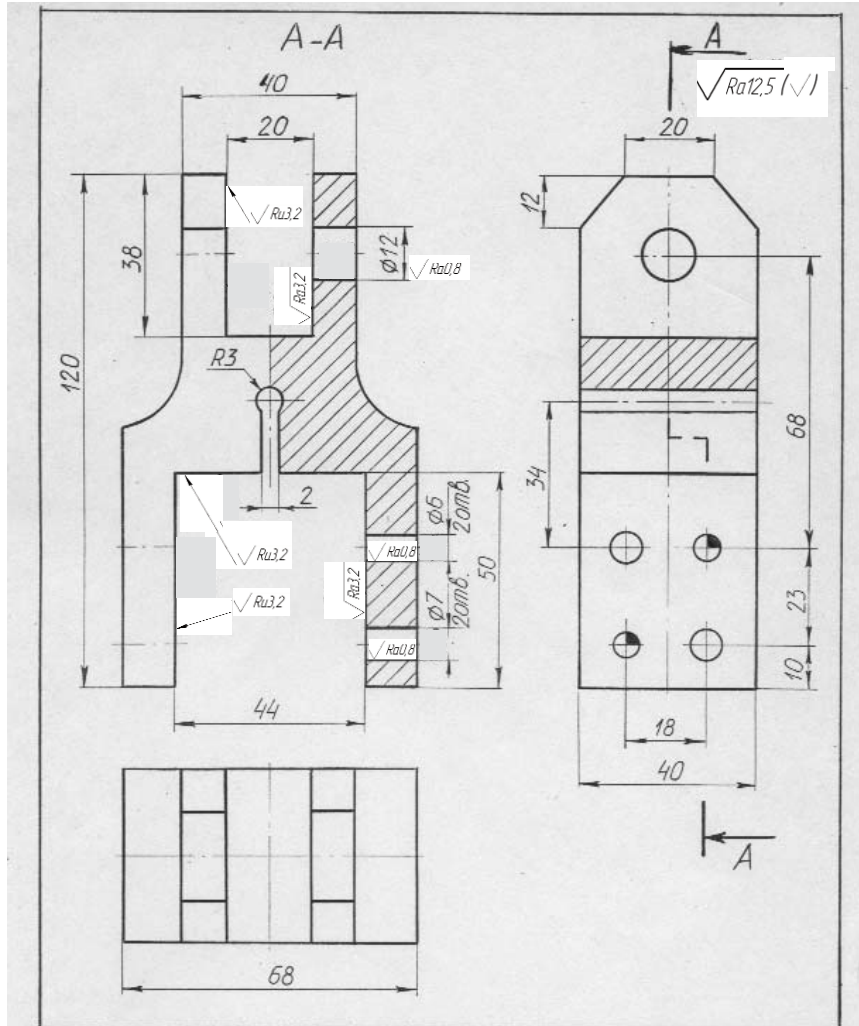 A-A
A
√Ra12,5 (√)
40
20
20
12
√Ru3,2
38
Ø12
√Ra0,8
√Ra3,2
120
R3
68
34
2
Ø6
2отв.
√Ru3,2
√Ra0,8
50
Ø7
2отв.
√Ra3,2
√Ru3,2
23
√Ra0,8
10
44
18
40
A
68